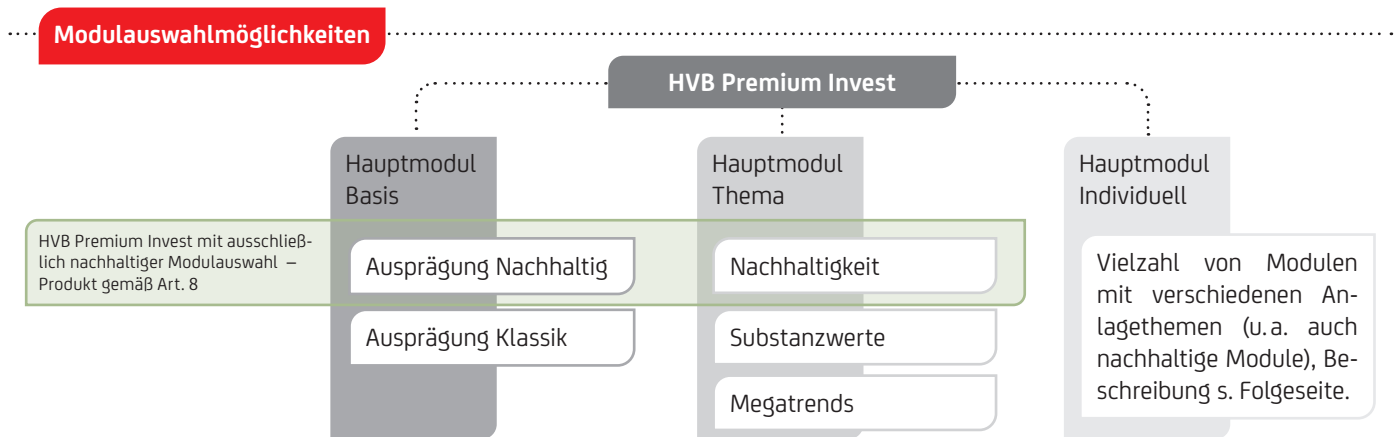 Modulauswahlmöglichkeiten
HVB Premium Invest
Hauptmodul
Basis
Hauptmodul
Thema
Hauptmodul
Individuell
HVB Premium Invest mit ausschließ-
lich nachhaltiger Modulauswahl –
Produkt gemäß Art. 8
Ausprägung Nachhaltig
Nachhaltigkeit
Ausprägung Klassik
Substanzwerte
Megatrends
Vielzahl von Modulen
mit verschiedenen An-
lagethemen (u. a. auch
nachhaltige Module), Be-
schreibung s. Folgeseite.